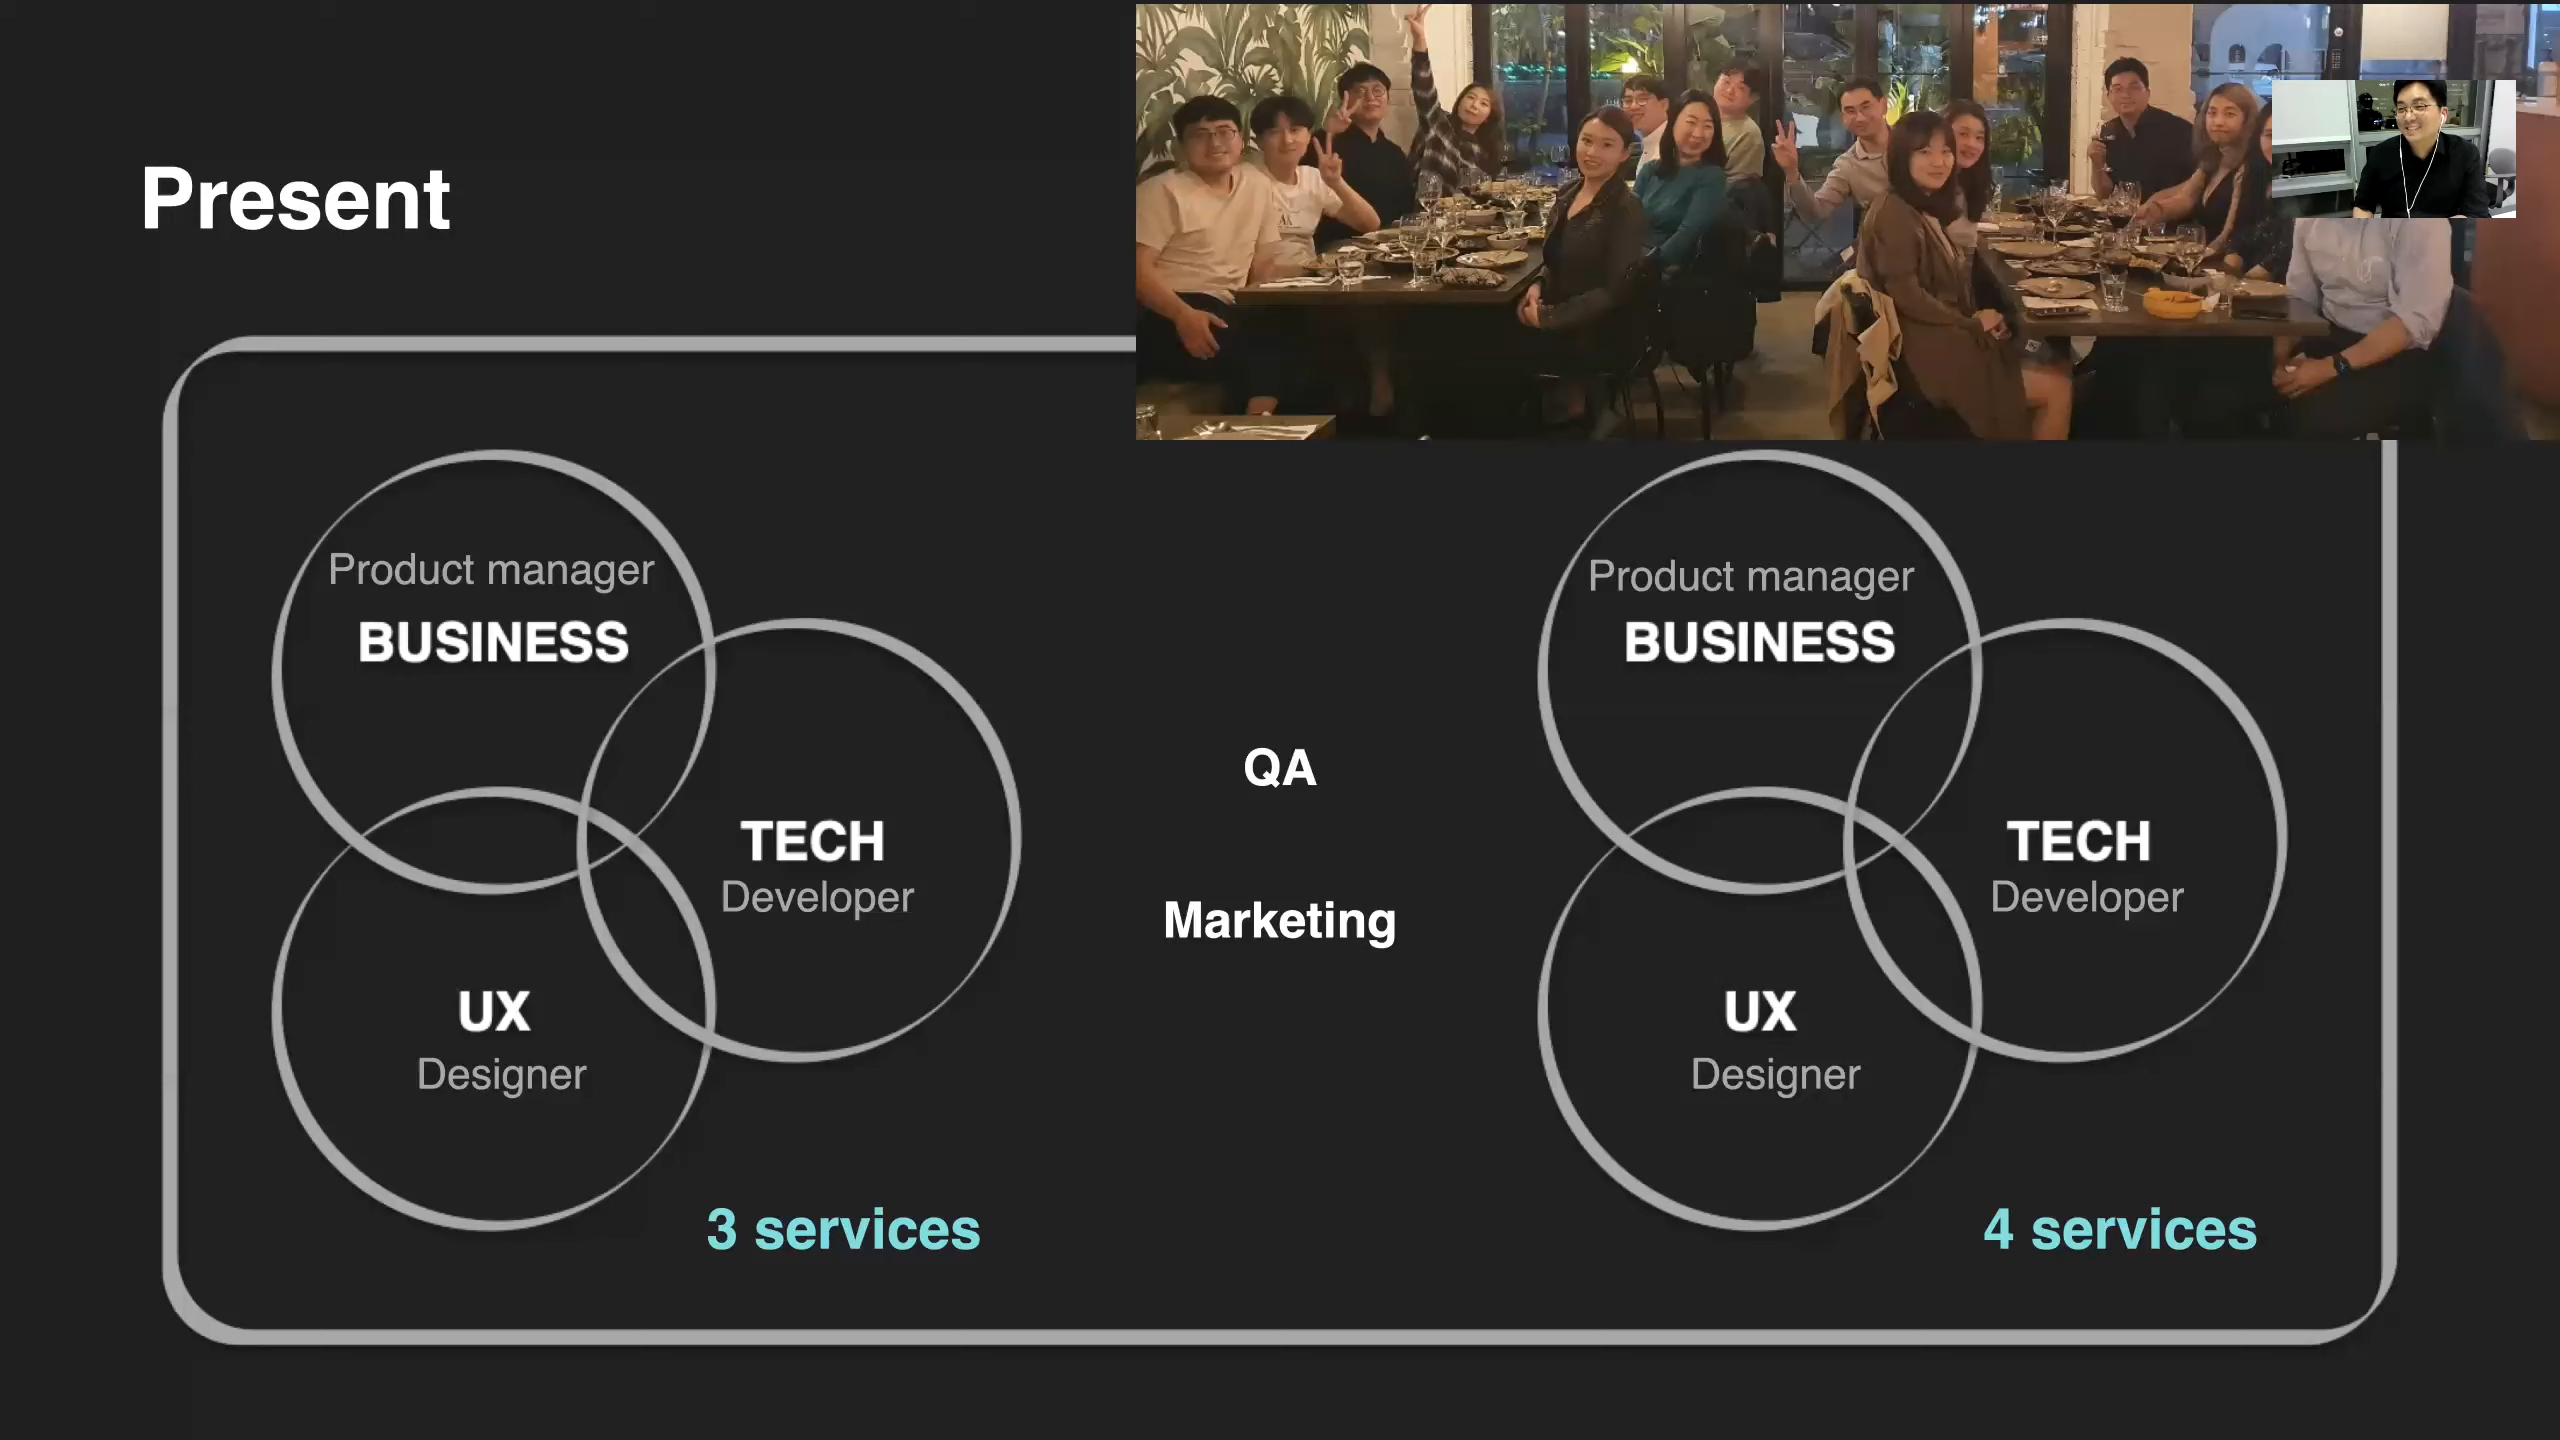 Present
Product manager
BUSINESS
TECH
Developer
UX
Designer
3 services
QA
Marketing
Product manager
BUSINESS
TECH
Developer
UX
Designer
4 services